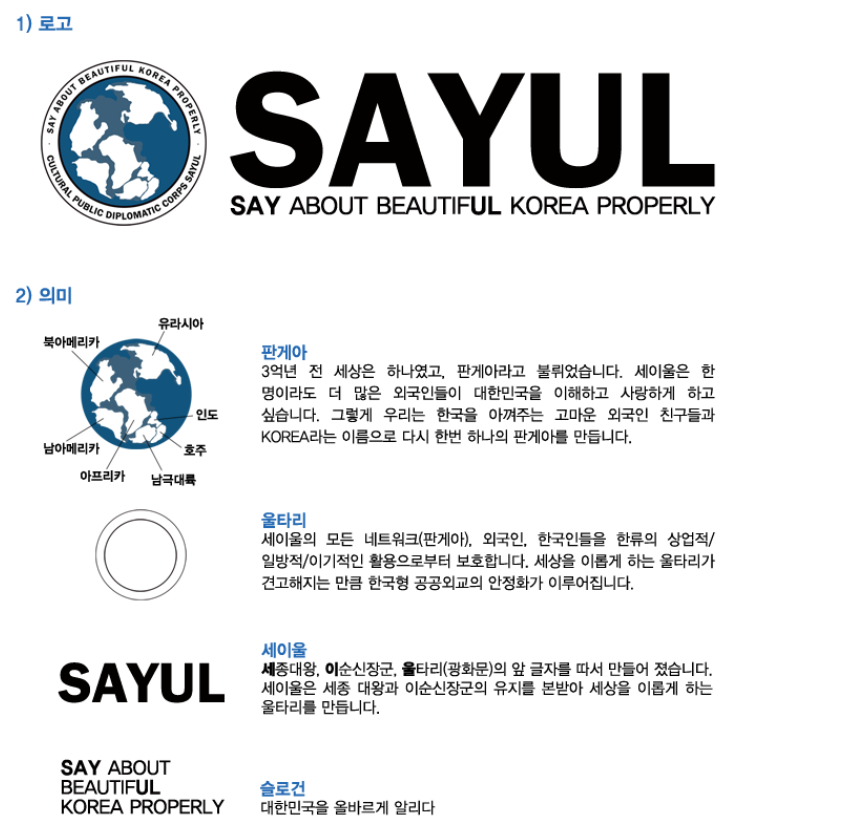 1) 로고
SAY ABOUT BEAUTIFUL KOREA PROPERLY
CULTURAL PUBLIC DIPLOMATIC CORPS SAYUL
SAYUL
SAY ABOUT BEAUTIFUL KOREA PROPERLY
2) 의미
유라시아
북아메리카
인도
남아메리카
호주
아프리카
남극대륙
판게아
3억년 전 세상은 하나였고, 판게아라고 불뤼었습니다. 세이울은 한
명이라도 더 많은 외국인들이 대한민국을 이해하고 사랑하게 하고
싶습니다. 그렇게 우리는 한국을 아껴주는 고마운 외국인 친구들과
KOREA라는 이름으로 다시 한번 하나의 판게아를 만듭니다.
울타리
세이울의 모든 네트워크(판게아), 외국인, 한국인들을 한류의 상업적/
일방적/이기적인 활용으로부터 보호합니다. 세상을 이롭게 하는 울타리가
견고해지는 만큼 한국형 공공외교의 안정화가 이루어집니다.
SAYUL
세이울
세종대왕, 이순신장군, 울타리(광화문)의 앞 글자를 따서 만들어 졌습니다.
세이울은 세종 대왕과 이순신장군의 유지를 본받아 세상을 이롭게 하는
울타리를 만듭니다.
SAY ABOUT
BEAUTIFUL
KOREA PROPERLY
슬로건
대한민국을 올바르게 알리다